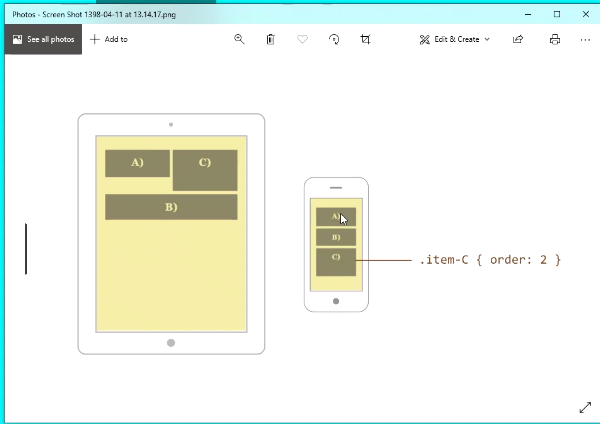 Photos - Screen Shot 1398-04-11 at 13.14.17.png
See all photos
Add to
Edit & Create
A)
C)
B)
A)
B)
C)
.item-C { order: 2 }